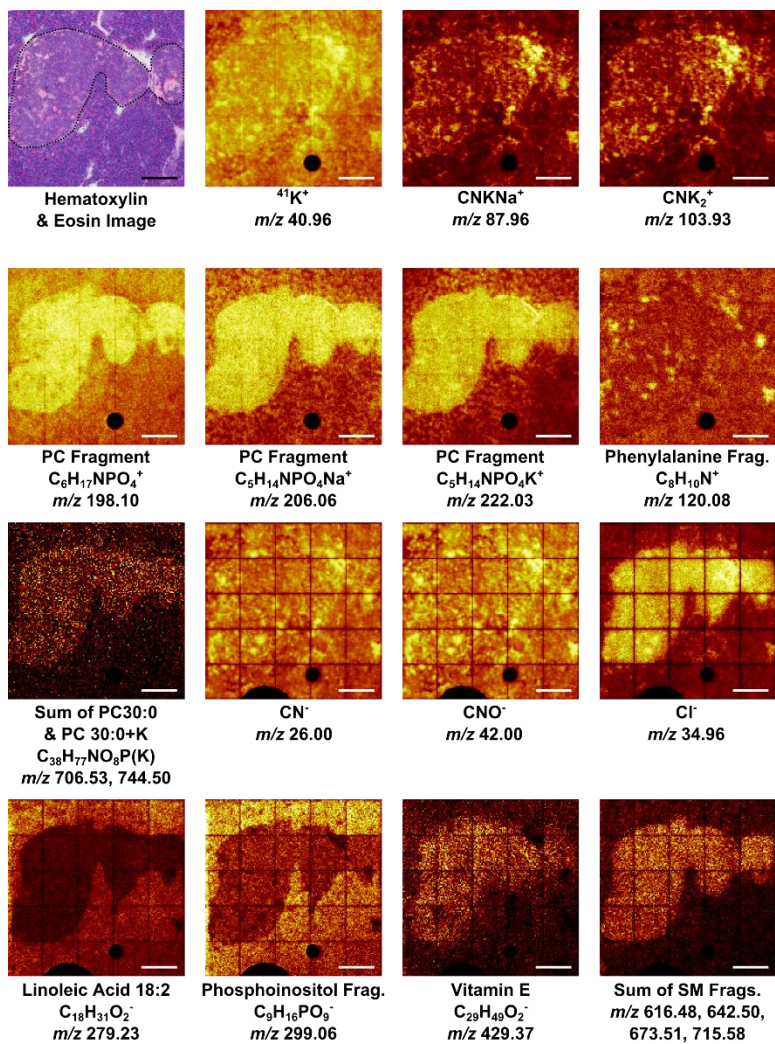 Hematoxylin
& Eosin Image
⁴¹K⁺
m/z 40.96
CNKNa⁺
m/z 87.96
CNK₂⁺
m/z 103.93
PC Fragment
C₆H₁₇NPO₄⁺
m/z 198.10
PC Fragment
C₅H₁₄NPO₄Na⁺
m/z 206.06
PC Fragment
C₅H₁₄NPO₄K⁺
m/z 222.03
Phenylalanine Frag.
C₈H₁₀N⁺
m/z 120.08
Sum of PC30:0
& PC 30:0+K
C₃₈H₇₇NO₈P(K)
m/z 706.53, 744.50
CN⁻
m/z 26.00
CNO⁻
m/z 42.00
Cl⁻
m/z 34.96
Linoleic Acid 18:2
C₁₈H₃₁O₂⁻
m/z 279.23
Phosphoinositol Frag.
C₉H₁₆PO₉⁻
m/z 299.06
Vitamin E
C₂₉H₄₉O₂⁻
m/z 429.37
Sum of SM Frags.
m/z 616.48, 642.50,
673.51, 715.58